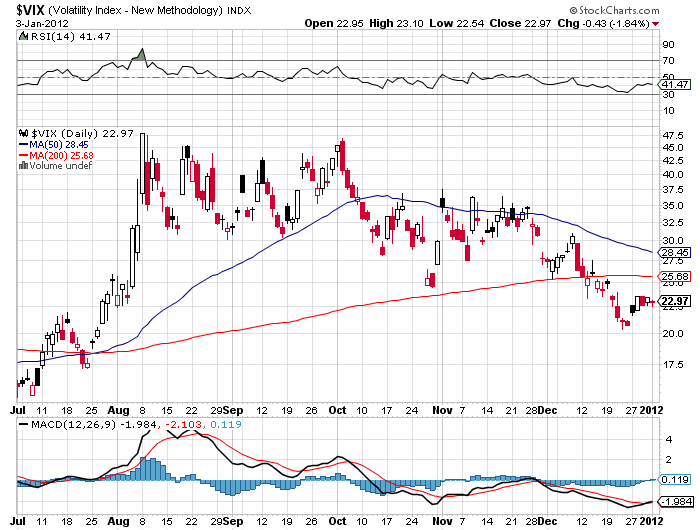 $VIX (Volatility Index - New Methodology) INDX
© StockCharts.com
3-Jan-2012
Open 22.95 High 23.10 Low 22.54 Close 22.97 Chg -0.43 (-1.84%)
RSI(14) 41.47
90
70
50
41.47
30
10
$VIX (Daily) 22.97
MA(50) 28.45
MA(200) 25.68
Volume undef
47.5
45.0
42.5
40.0
37.5
35.0
32.5
30.0
28.45
27.5
25.68
25.0
22.97
20.0
17.5
Jul 11 18 25 Aug 8 15 22 Sep 12 19 26 Oct 10 17 24 Nov 7 14 21 28 Dec 12 19 27 2012
MACD(12,26,9) -1.984, -2.103, 0.119
4
2
0.119
-1.984
Jul 11 18 25 Aug 8 15 22 Sep 12 19 26 Oct 10 17 24 Nov 7 14 21 28 Dec 12 19 27 2012